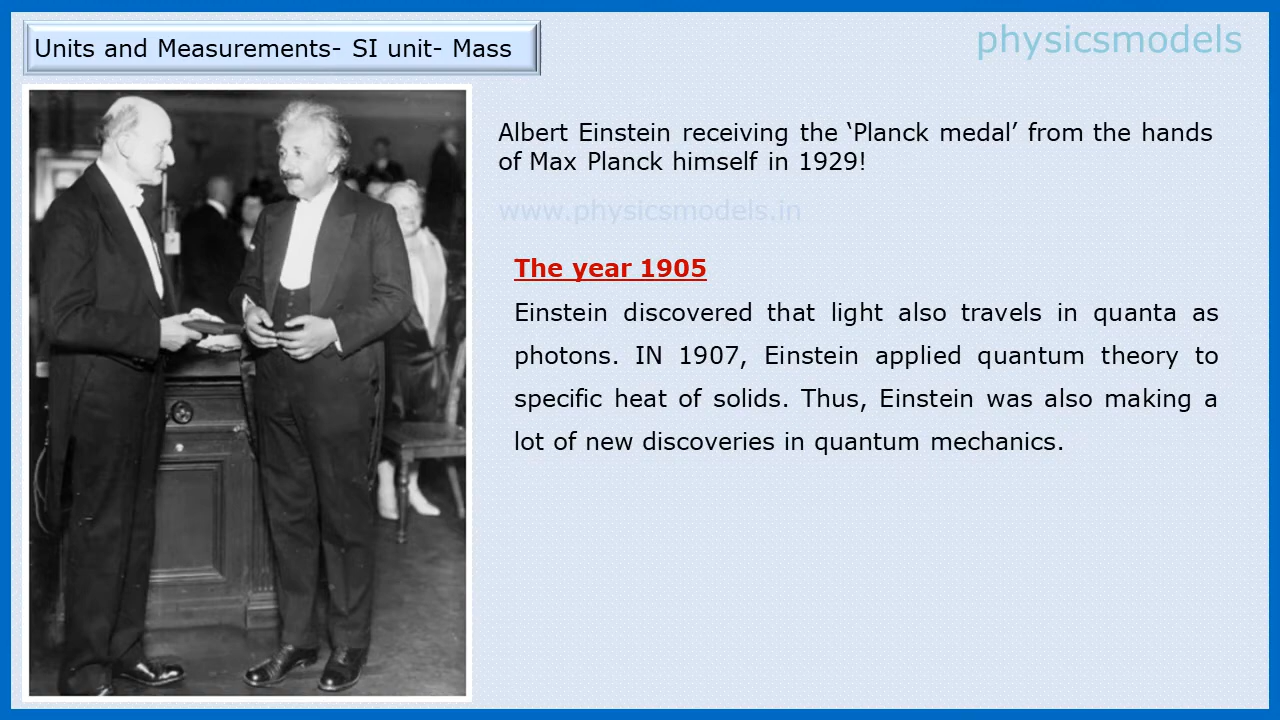 Units and Measurements- SI unit- Mass
physicsmodels
Albert Einstein receiving the ‘Planck medal’ from the hands
of Max Planck himself in 1929!
www.physicsmodels.in
The year 1905
Einstein discovered that light also travels in quanta as
photons. IN 1907, Einstein applied quantum theory to
specific heat of solids. Thus, Einstein was also making a
lot of new discoveries in quantum mechanics.